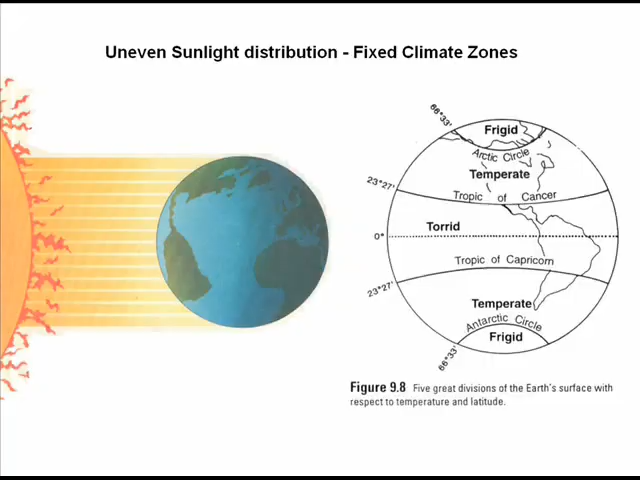 Uneven Sunlight distribution - Fixed Climate Zones
66°33'
Frigid
Arctic Circle
Temperate
23°27'
Tropic of Cancer
Torrid
0°
Tropic of Capricorn
23°27'
Temperate
Antarctic Circle
Frigid
66°33'
Figure 9.8 Five great divisions of the Earth's surface with
respect to temperature and latitude.